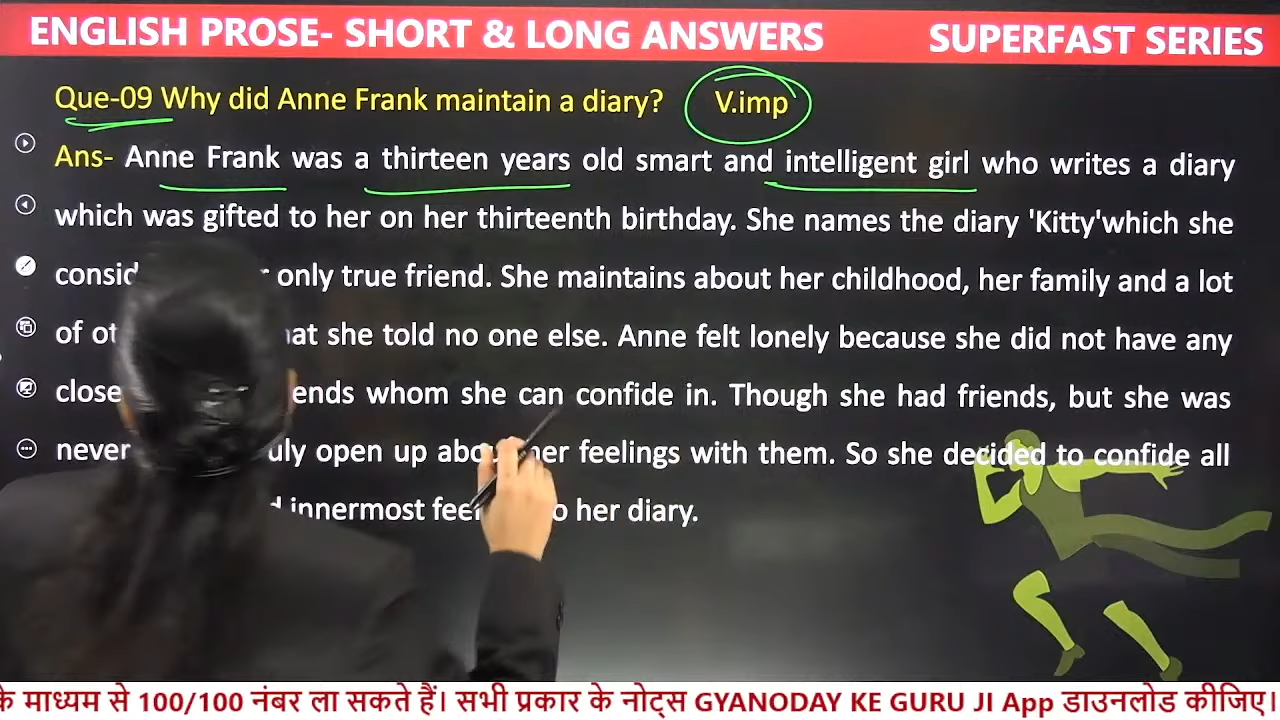 ENGLISH PROSE- SHORT & LONG ANSWERS SUPERFAST SERIES
Que-09 Why did Anne Frank maintain a diary? V.imp
Ans- Anne Frank was a thirteen years old smart and intelligent girl who writes a diary
which was gifted to her on her thirteenth birthday. She names the diary 'Kitty'which she
only true friend. She maintains about her childhood, her family and a lot
of she told no one else. Anne felt lonely because she did not have any
close whom she can confide in. Though she had friends, but she was
never open up about her feelings with them. So she decided to confide all
innermost her diary.
के माध्यम से 100/100 नंबर ला सकते हैं। सभी प्रकार के नोट्स GYANODAY KE GURU JI App डाउनलोड कीजिए।